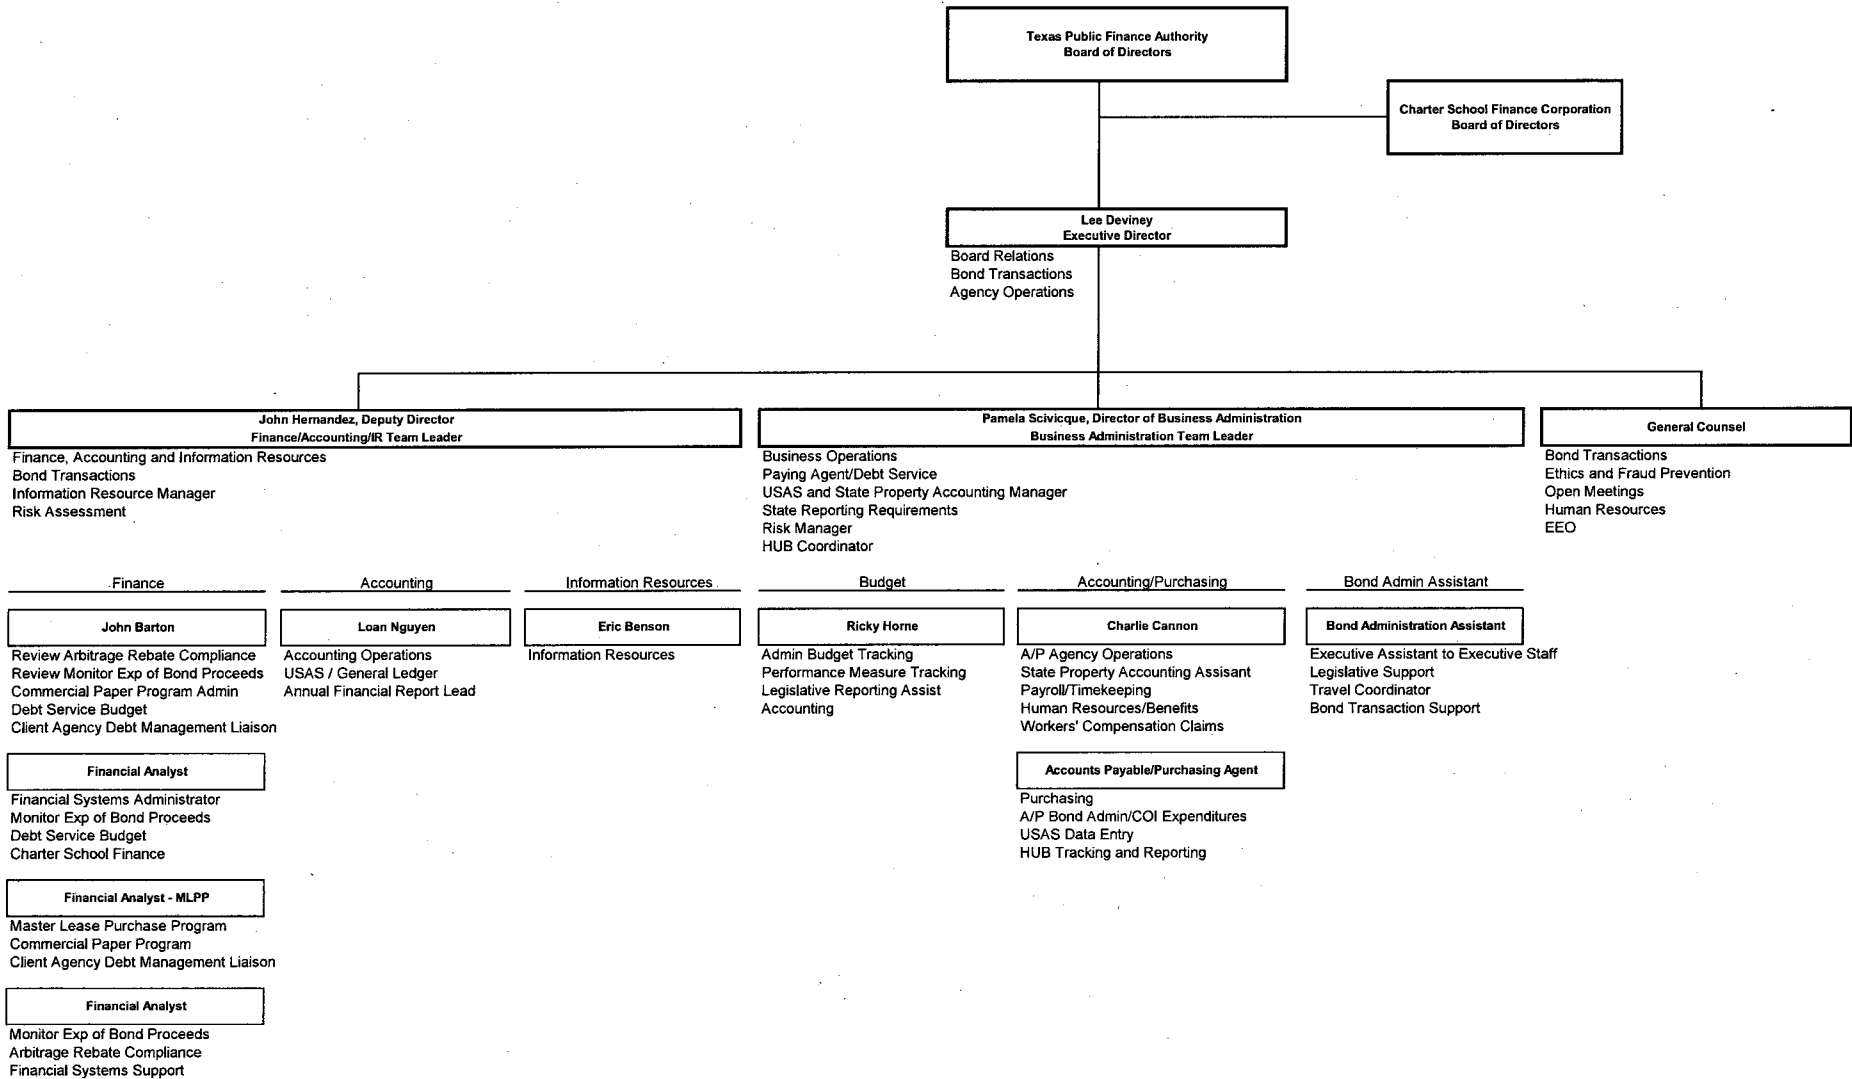 Texas Public Finance Authority
Board of Directors
Charter School Finance Corporation
Board of Directors
Lee Deviney
Executive Director
Board Relations
Bond Transactions
Agency Operations
John Hernandez, Deputy Director
Finance/Accounting/IR Team Leader
Finance, Accounting and Information Resources
Bond Transactions
Information Resource Manager
Risk Assessment
Pamela Scivicque, Director of Business Administration
Business Administration Team Leader
Business Operations
Paying Agent/Debt Service
USAS and State Property Accounting Manager
State Reporting Requirements
Risk Manager
HUB Coordinator
General Counsel
Bond Transactions
Ethics and Fraud Prevention
Open Meetings
Human Resources
EEO
Finance
John Barton
Review Arbitrage Rebate Compliance
Review Monitor Exp of Bond Proceeds
Commercial Paper Program Admin
Debt Service Budget
Client Agency Debt Management Liaison
Financial Analyst
Financial Systems Administrator
Monitor Exp of Bond Proceeds
Debt Service Budget
Charter School Finance
Financial Analyst - MLPP
Master Lease Purchase Program
Commercial Paper Program
Client Agency Debt Management Liaison
Financial Analyst
Monitor Exp of Bond Proceeds
Arbitrage Rebate Compliance
Financial Systems Support
Accounting
Loan Nguyen
Accounting Operations
USAS / General Ledger
Annual Financial Report Lead
Information Resources
Eric Benson
Information Resources
Budget
Ricky Horne
Admin Budget Tracking
Performance Measure Tracking
Legislative Reporting Assist
Accounting
Accounting/Purchasing
Charlie Cannon
A/P Agency Operations
State Property Accounting Assisant
Payroll/Timekeeping
Human Resources/Benefits
Workers' Compensation Claims
Accounts Payable/Purchasing Agent
Purchasing
A/P Bond Admin/COI Expenditures
USAS Data Entry
HUB Tracking and Reporting
Bond Admin Assistant
Bond Administration Assistant
Executive Assistant to Executive Staff
Legislative Support
Travel Coordinator
Bond Transaction Support